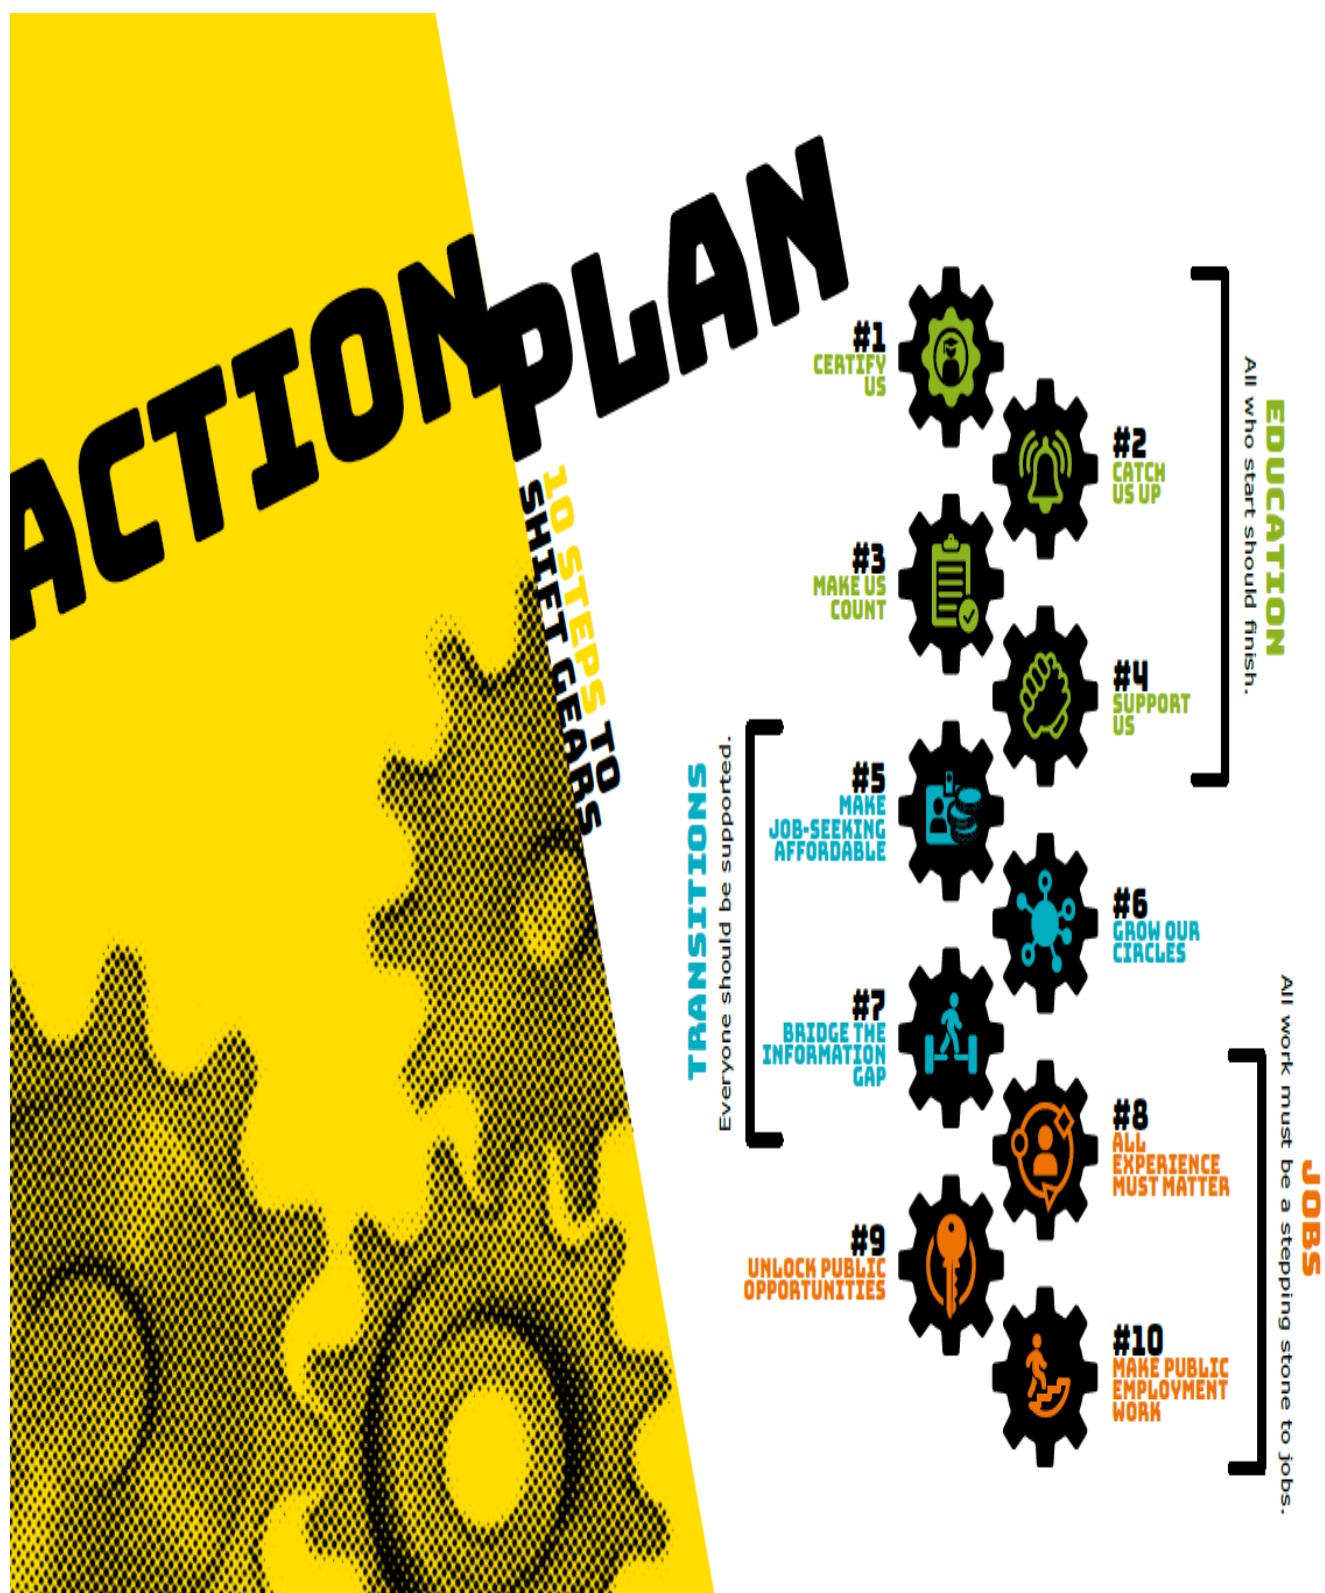 ACTION PLAN
10 STEPS TO
SHIFT GEARS
#1
CERTIFY
US
#2
CATCH
US UP
#3
MAKE US
COUNT
#4
SUPPORT
US
EDUCATION
All who start should finish.
#5
MAKE
JOB-SEEKING
AFFORDABLE
#6
GROW OUR
CIRCLES
#7
BRIDGE THE
INFORMATION
GAP
TRANSITIONS
Everyone should be supported.
#8
ALL
EXPERIENCE
MUST MATTER
#9
UNLOCK PUBLIC
OPPORTUNITIES
#10
MAKE PUBLIC
EMPLOYMENT
WORK
JOBS
All work must be a stepping stone to jobs.